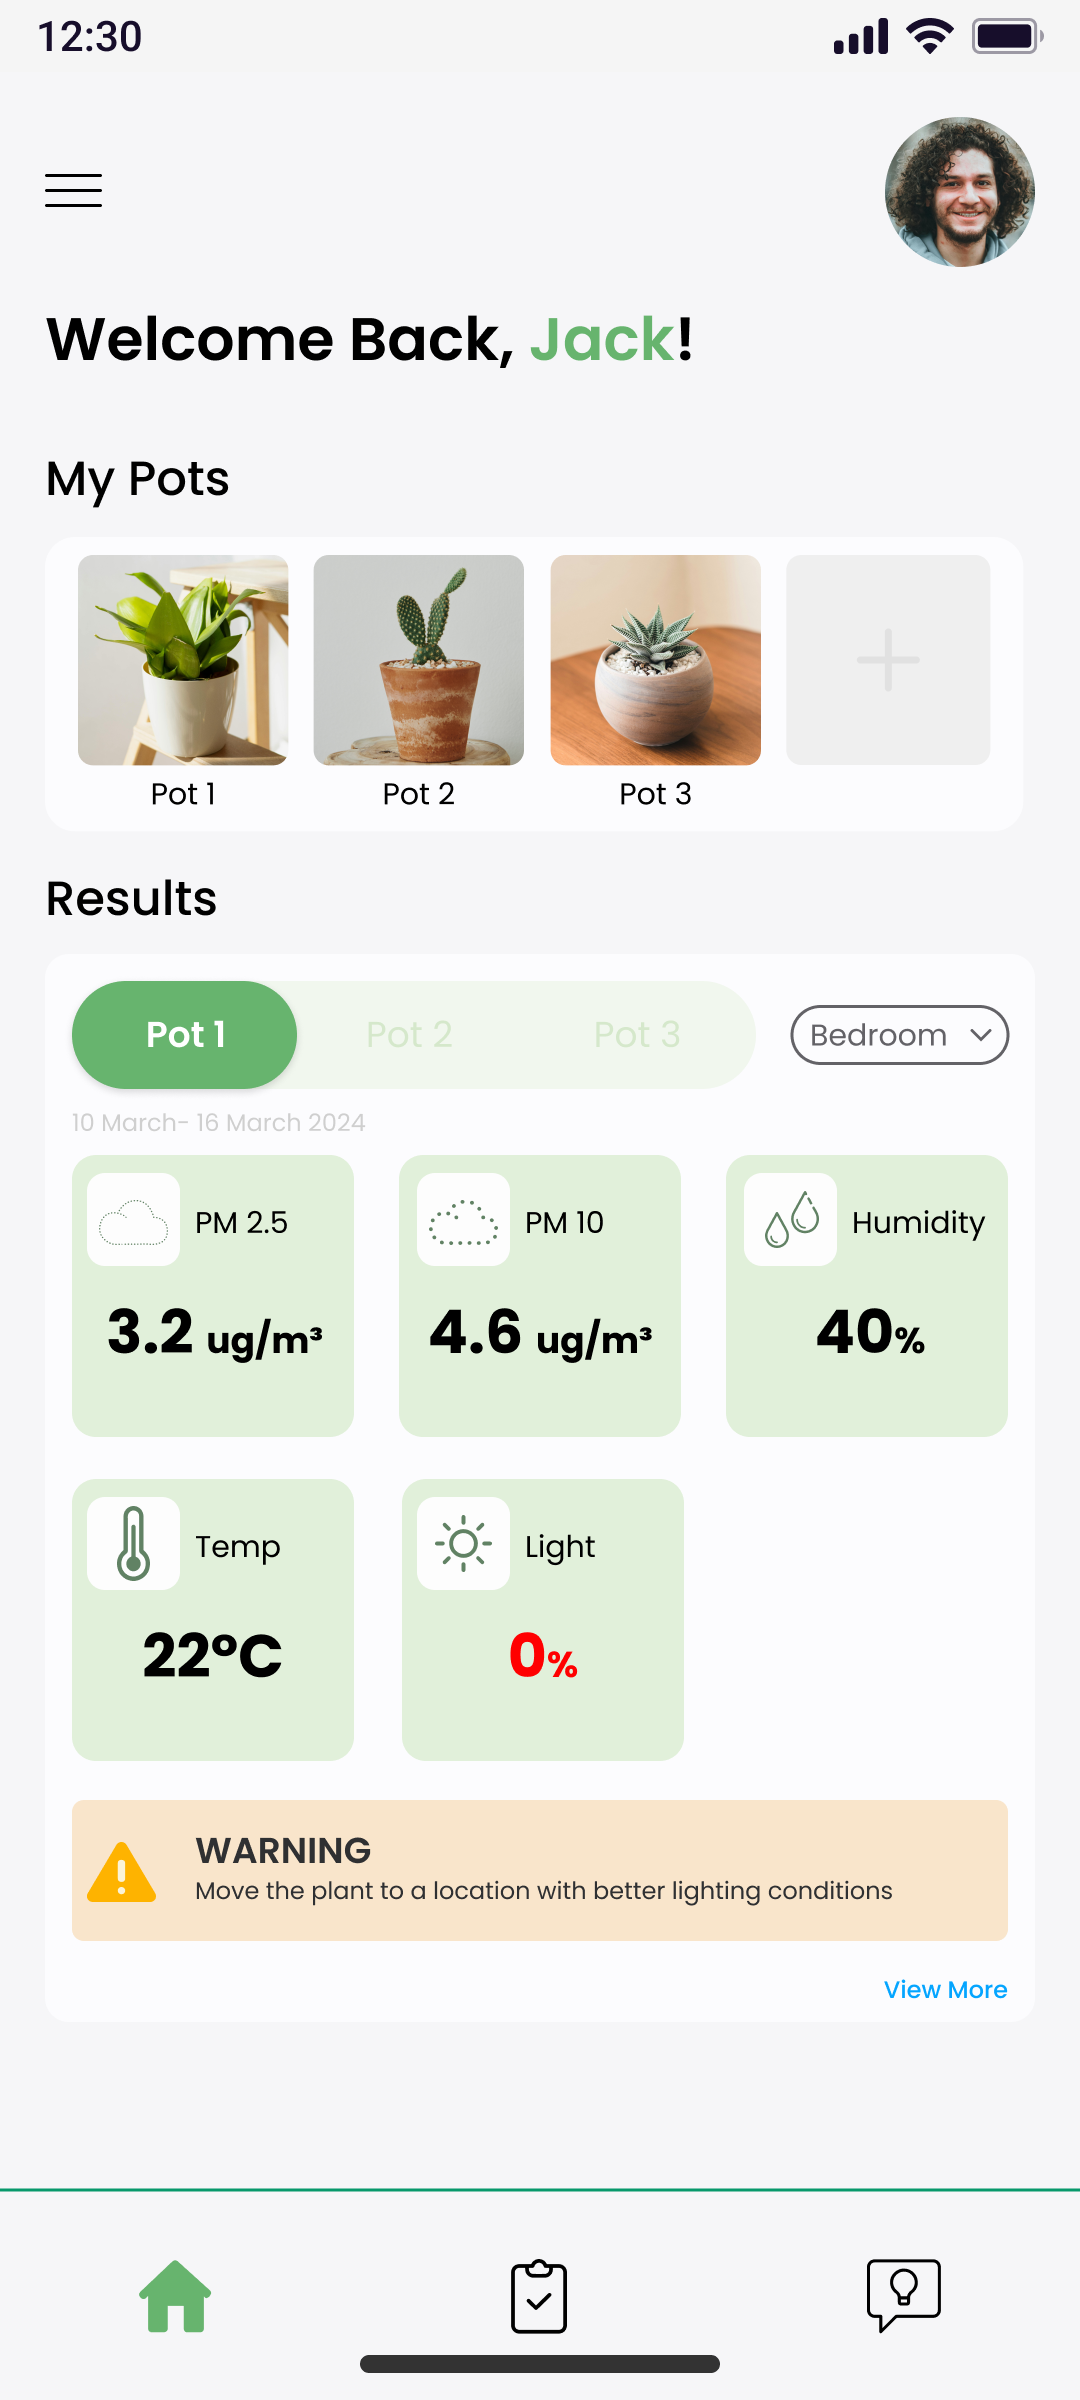 12:30
Welcome Back, Jack!
My Pots
Pot 1
Pot 2
Pot 3
Results
Pot 1
Pot 2
Pot 3
Bedroom
10 March- 16 March 2024
PM 2.5
3.2 ug/m³
PM 10
4.6 ug/m³
Humidity
40%
Temp
22°C
Light
0%
WARNING
Move the plant to a location with better lighting conditions
View More